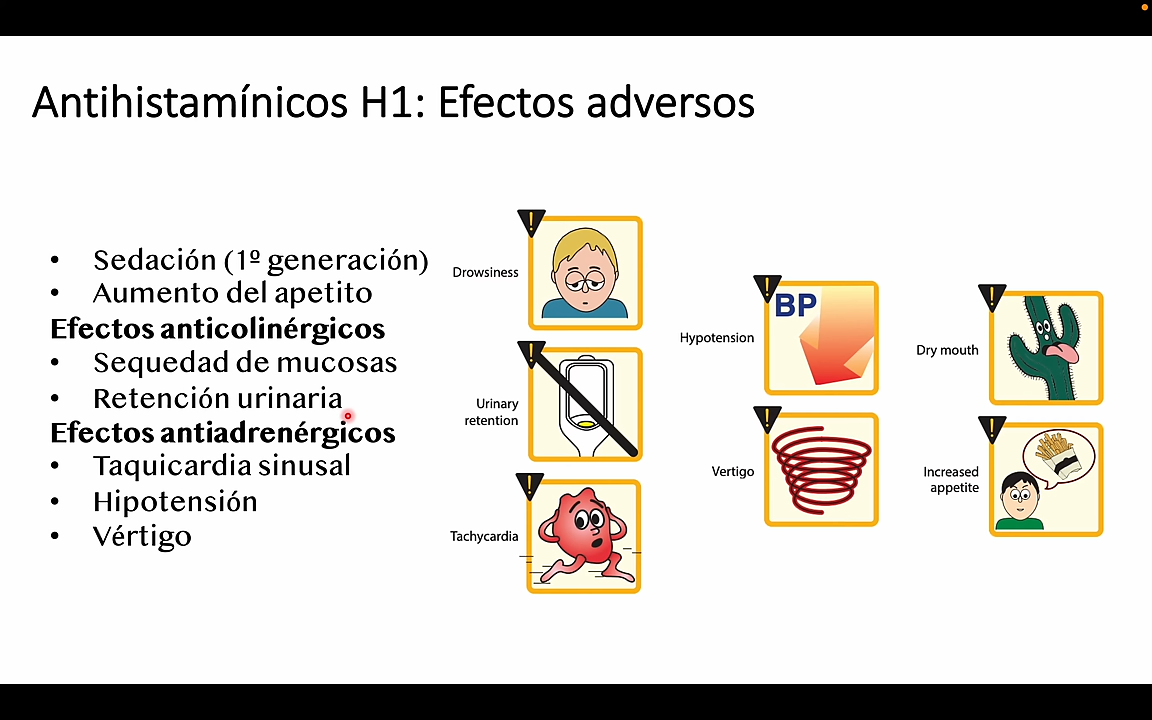 Antihistamínicos H1: Efectos adversos
• Sedación (1º generación)
• Aumento del apetito
Efectos anticolinérgicos
• Sequedad de mucosas
• Retención urinaria
Efectos antiadrenérgicos
• Taquicardia sinusal
• Hipotensión
• Vértigo
Drowsiness
!
Urinary
retention
!
Tachycardia
!
Hypotension
!
BP
Vertigo
!
Dry mouth
!
Increased
appetite
!